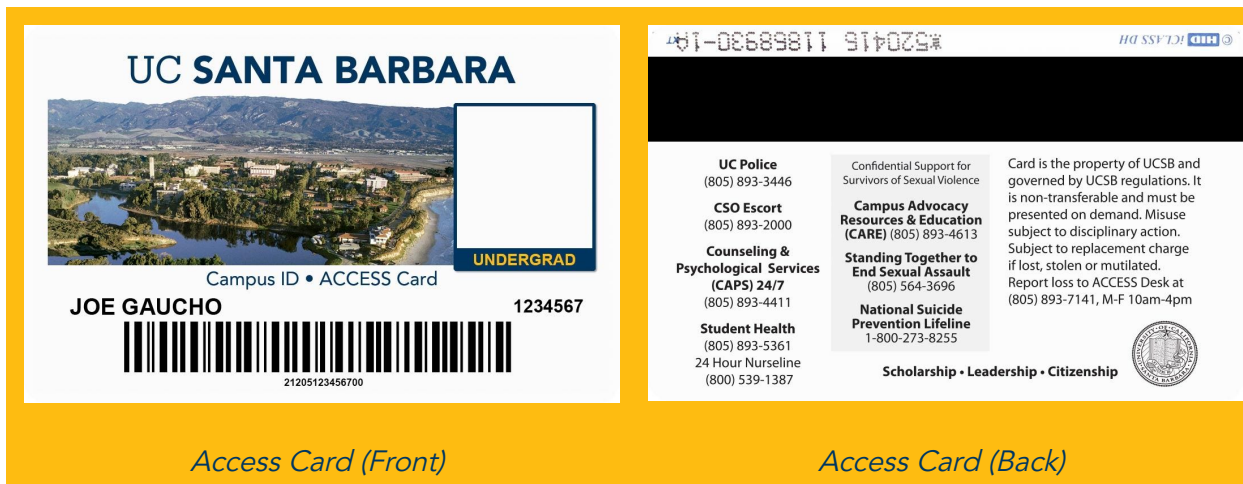 UC SANTA BARBARA
UNDERGRAD
Campus ID • ACCESS Card
JOE GAUCHO
1234567
21205123456700
Access Card (Front)
*520416 11868930-1A
HID iCLASS DH
UC Police
(805) 893-3446
CSO Escort
(805) 893-2000
Counseling &
Psychological Services
(CAPS) 24/7
(805) 893-4411
Student Health
(805) 893-5361
24 Hour Nurseline
(800) 539-1387
Confidential Support for
Survivors of Sexual Violence
Campus Advocacy
Resources & Education
(CARE) (805) 893-4613
Standing Together to
End Sexual Assault
(805) 564-3696
National Suicide
Prevention Lifeline
1-800-273-8255
Card is the property of UCSB and
governed by UCSB regulations. It
is non-transferable and must be
presented on demand. Misuse
subject to disciplinary action.
Subject to replacement charge
if lost, stolen or mutilated.
Report loss to ACCESS Desk at
(805) 893-7141, M-F 10am-4pm
Scholarship • Leadership • Citizenship
UNIVERSITY OF CALIFORNIA
SANTA BARBARA
Access Card (Back)